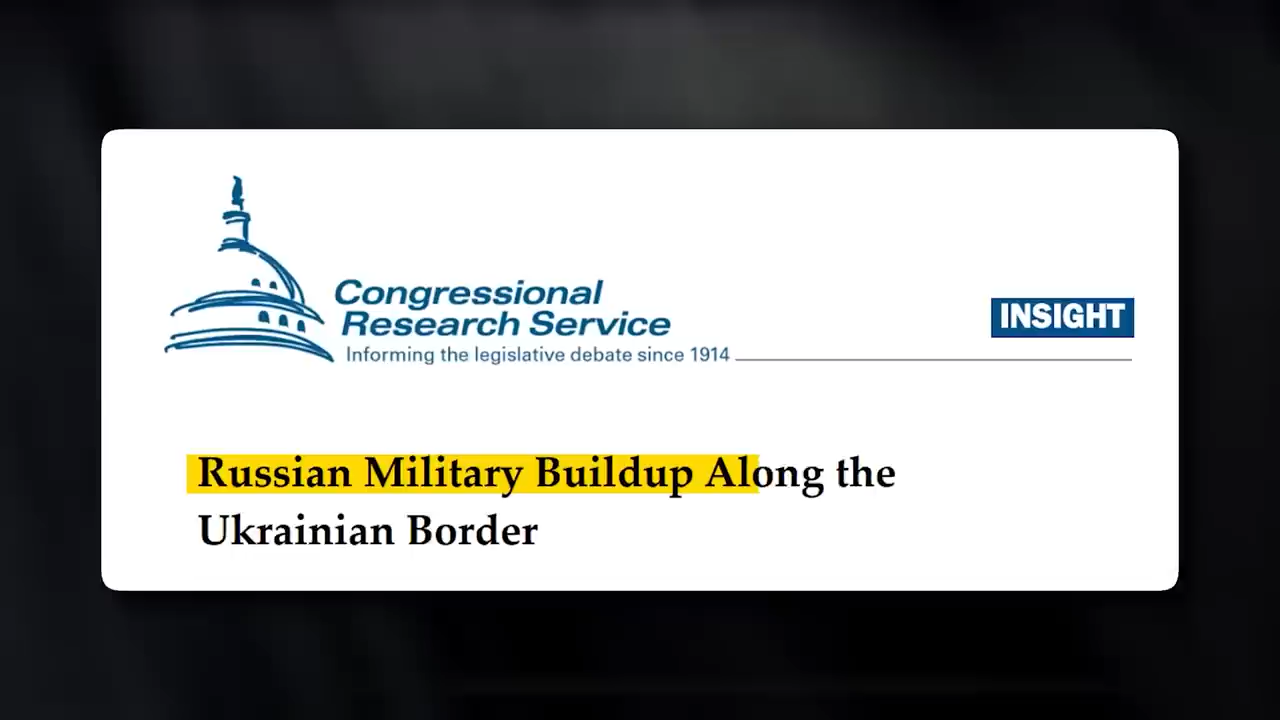 Congressional
Research Service
Informing the legislative debate since 1914
INSIGHT
Russian Military Buildup Along the
Ukrainian Border